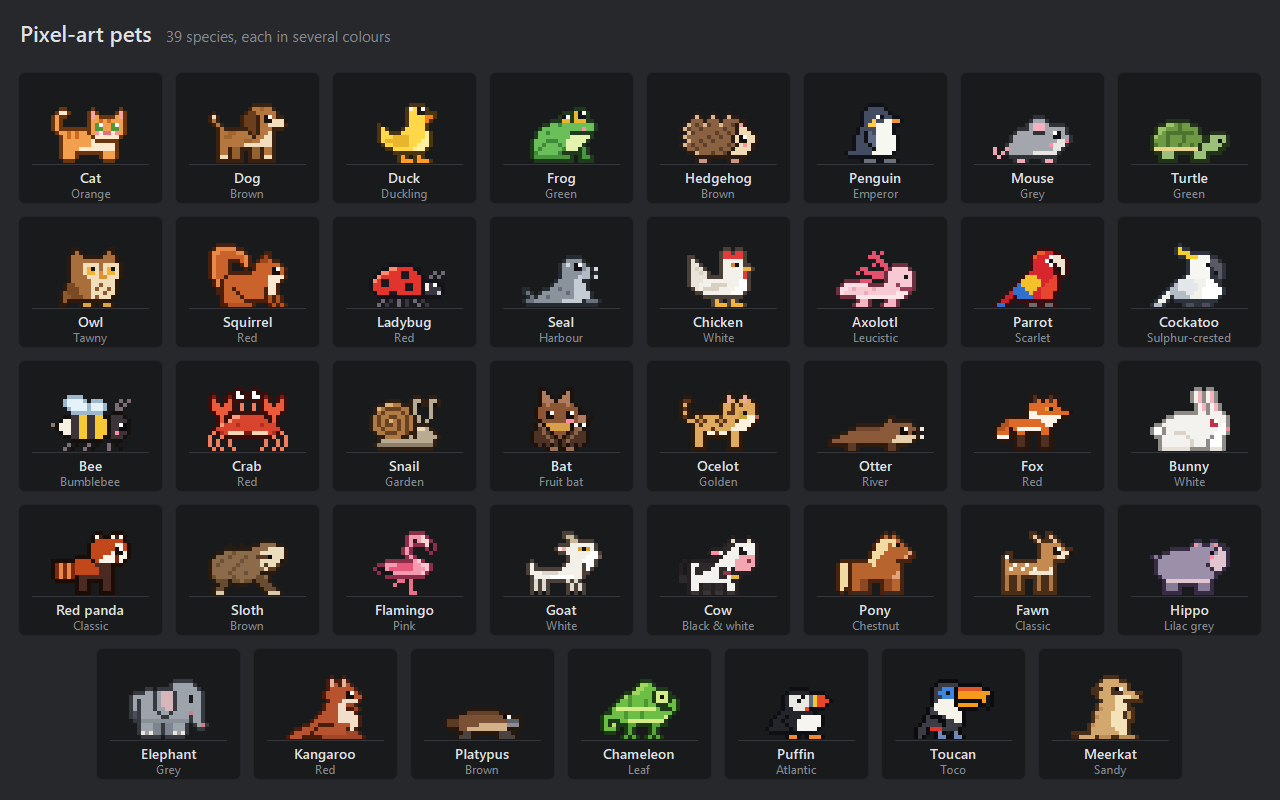 Pixel-art pets 39 species, each in several colours
Cat Dog Duck Frog Hedgehog Penguin Mouse Turtle
Orange Brown Duckling Green Brown Emperor Grey Green
Owl Squirrel Ladybug Seal Chicken Axolotl Parrot Cockatoo
Tawny Red Red Harbour White Leucistic Scarlet Sulphur-crested
Bee Crab Snail Bat Ocelot Otter Fox Bunny
Bumblebee Red Garden Fruit bat Golden River Red White
Red panda Sloth Flamingo Goat Cow Pony Fawn Hippo
Classic Brown Pink White Black & white Chestnut Classic Lilac grey
Elephant Kangaroo Platypus Chameleon Puffin Toucan Meerkat
Grey Red Brown Leaf Atlantic Toco Sandy